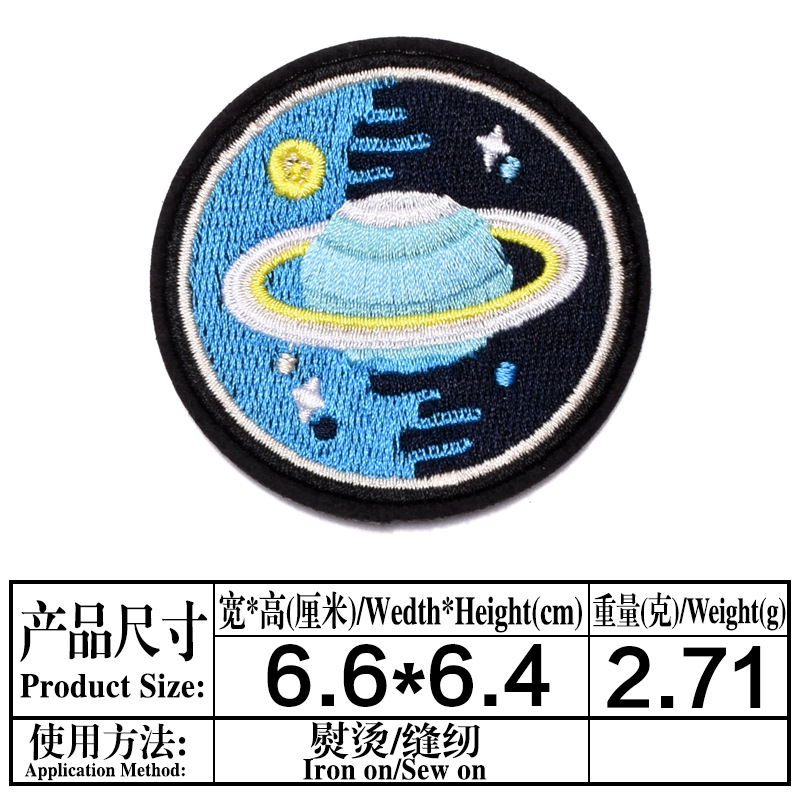 产品尺寸
Product Size:
宽*高(厘米)/Wedth*Height(cm)
重量(克)/Weight(g)
6.6*6.4
2.71
使用方法:
Application Method:
熨烫/缝纫
Iron on/Sew on